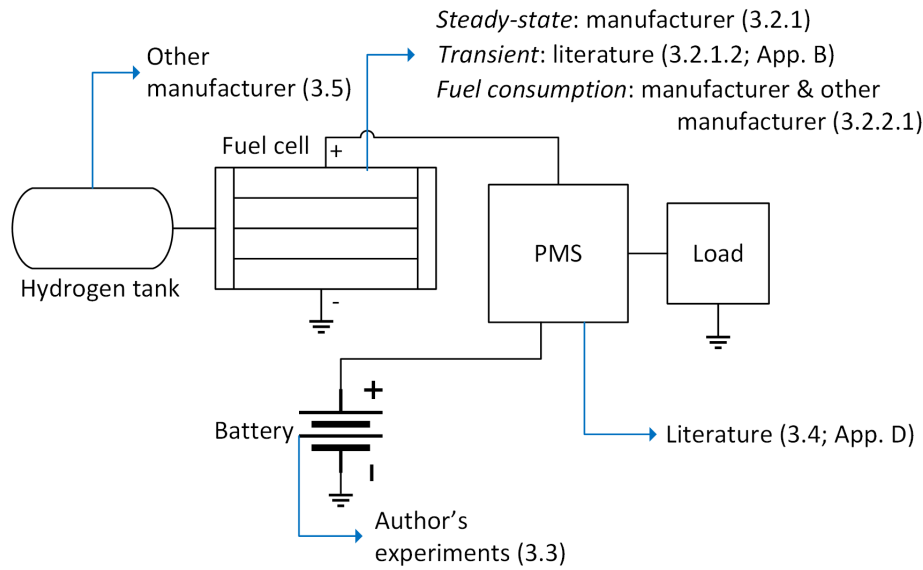 Steady-state: manufacturer (3.2.1)
Other
manufacturer (3.5)
Transient: literature (3.2.1.2; App. B)
Fuel consumption: manufacturer & other
manufacturer (3.2.2.1)
Fuel cell
+
-
Hydrogen tank
PMS
Load
+
Battery
Literature (3.4; App. D)
Author’s
experiments (3.3)